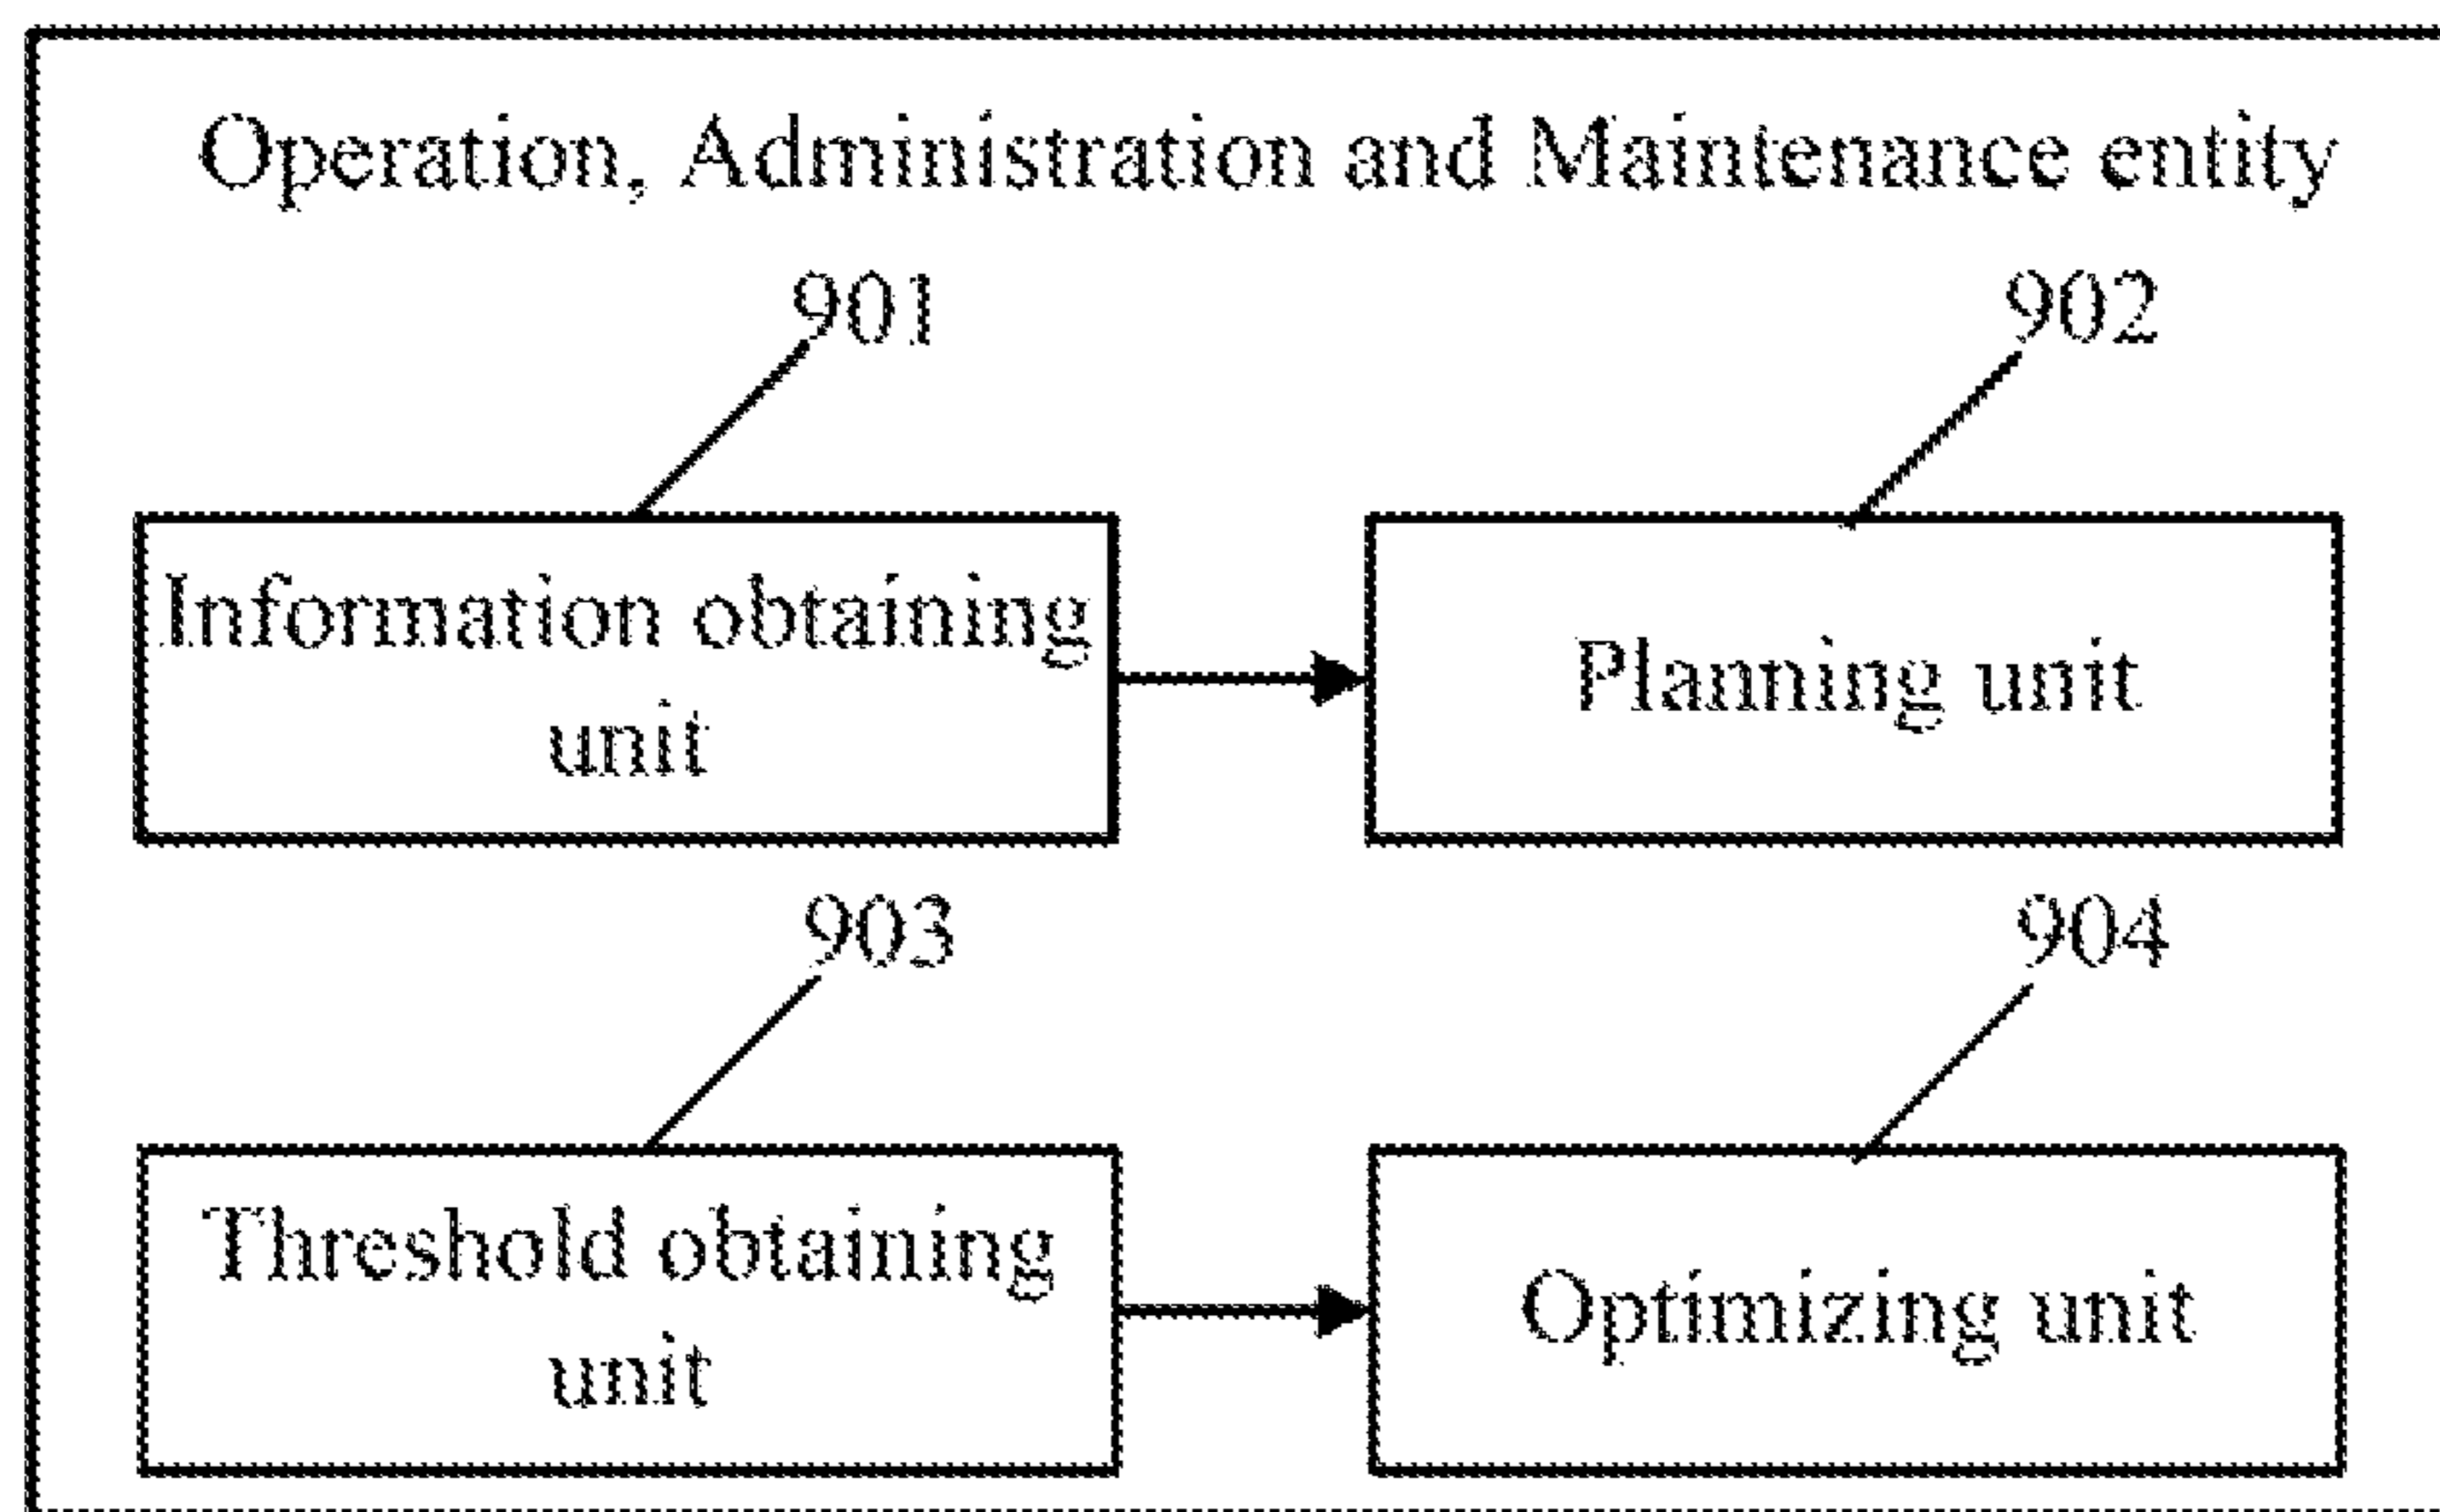 Operation, Administration and Maintenance entity
901
902
Information obtaining
unit
Planning unit
903
904
Threshold obtaining
unit
Optimizing unit